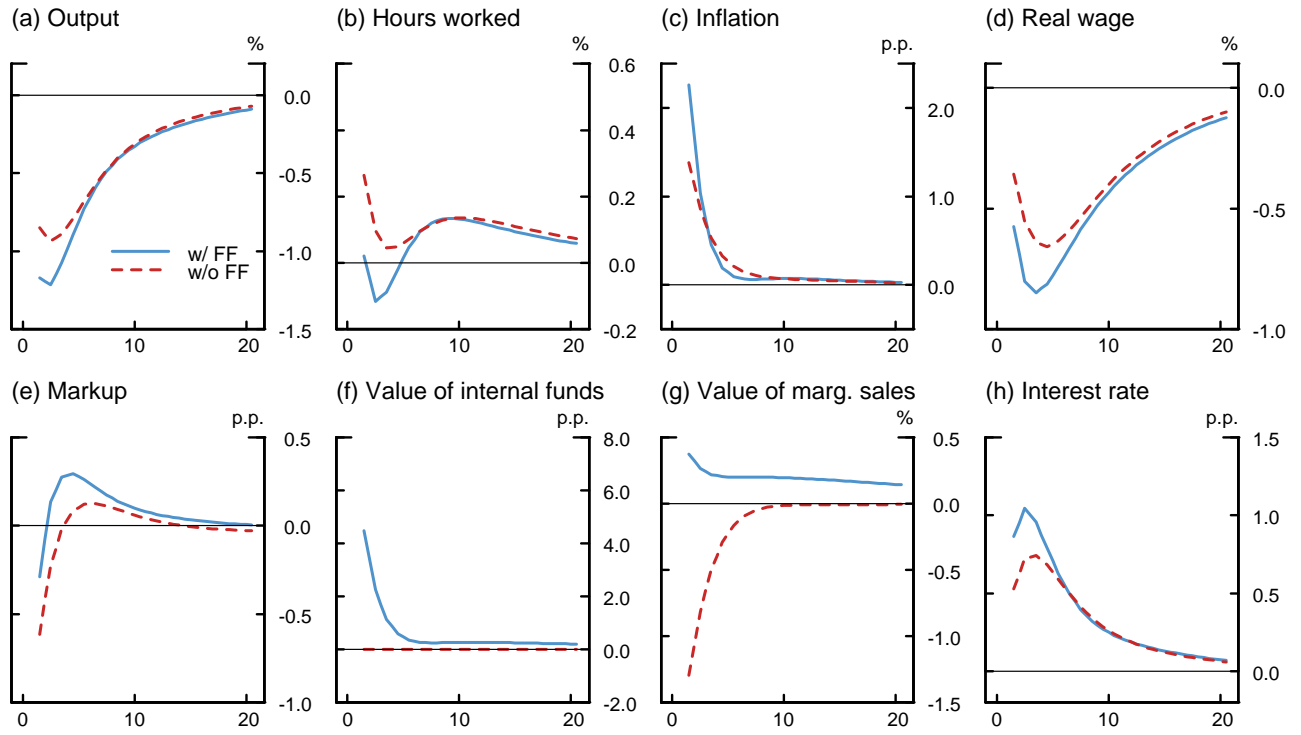 (a) Output
%
0.0
-0.5
-1.0
-1.5
w/ FF
w/o FF
0 10 20
(b) Hours worked
%
0.6
0.4
0.2
0.0
-0.2
0 10 20
(c) Inflation
p.p.
2.0
1.0
0.0
0 10 20
(d) Real wage
%
0.0
-0.5
-1.0
0 10 20
(e) Markup
p.p.
0.5
0.0
-0.5
-1.0
0 10 20
(f) Value of internal funds
p.p.
8.0
6.0
4.0
2.0
0.0
-2.0
0 10 20
(g) Value of marg. sales
%
0.5
0.0
-0.5
-1.0
-1.5
0 10 20
(h) Interest rate
p.p.
1.5
1.0
0.5
0.0
0 10 20